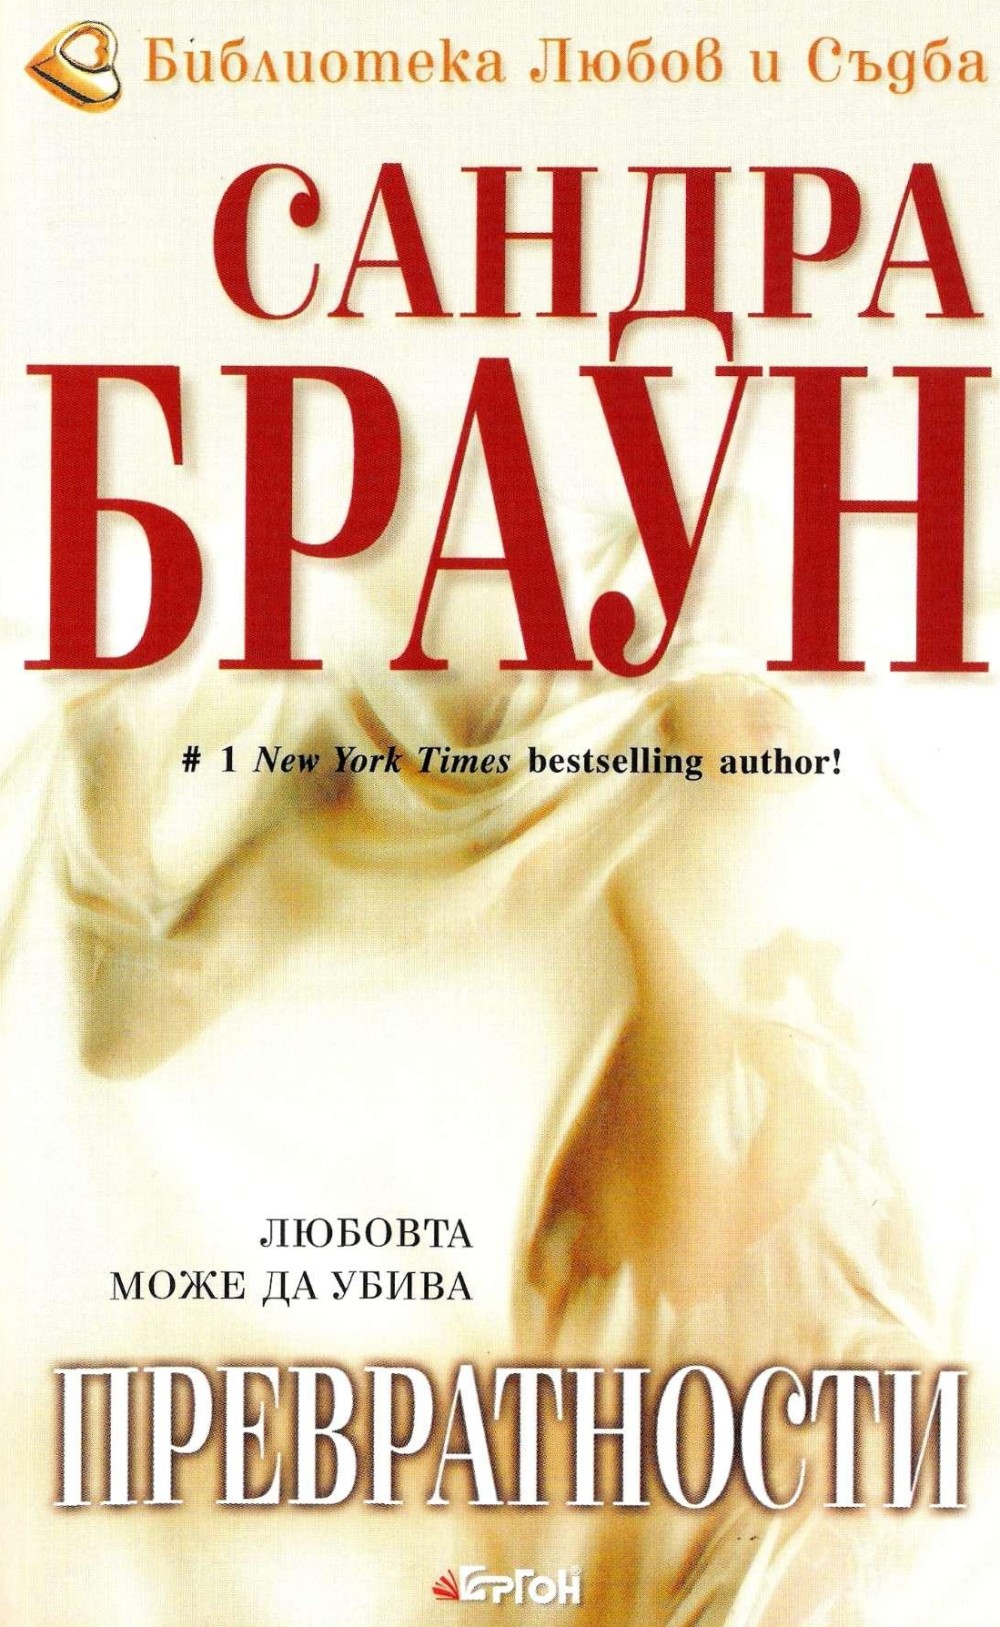 Библиотека Любов и Съдба
САНДРА
БРАУН
# 1 New York Times bestselling author!
ЛЮБОВТА
МОЖЕ ДА УБИВА
ПРЕВРАТНОСТИ
ЕРГОН®